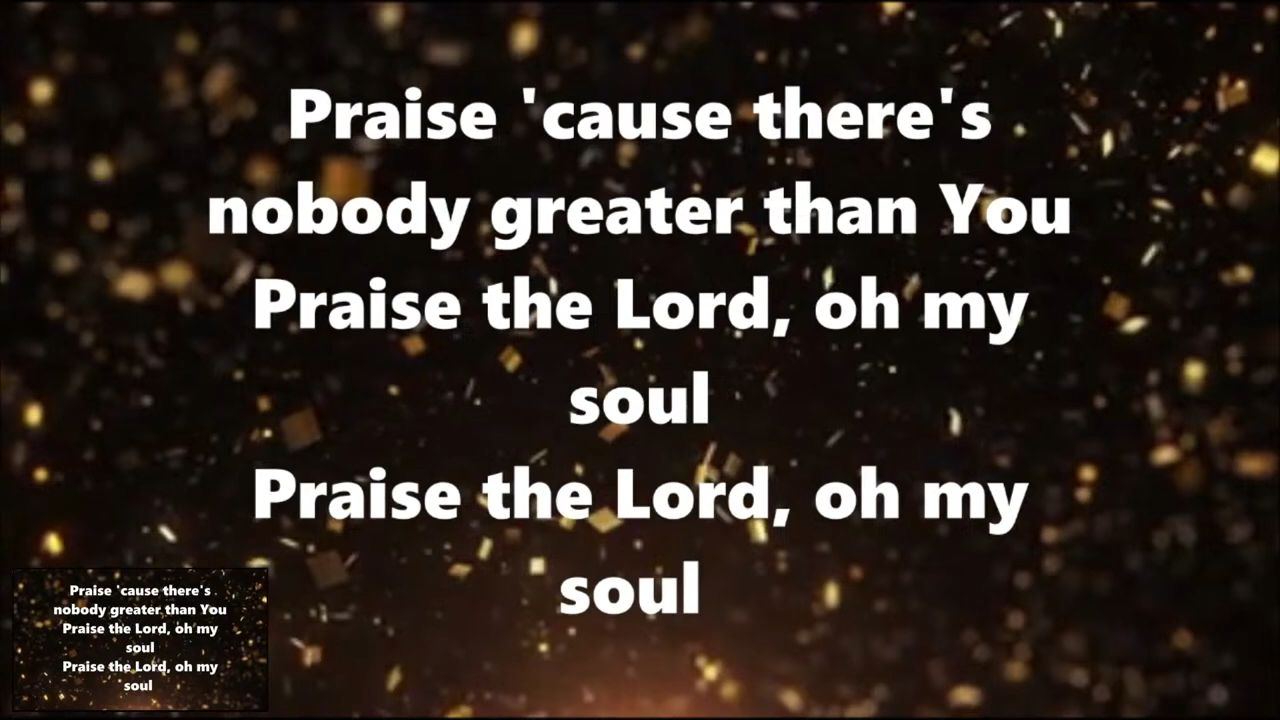 Praise 'cause there's
nobody greater than You
Praise the Lord, oh my
soul
Praise the Lord, oh my
soul
Praise 'cause there's
nobody greater than You
Praise the Lord, oh my
soul
Praise the Lord, oh my
soul